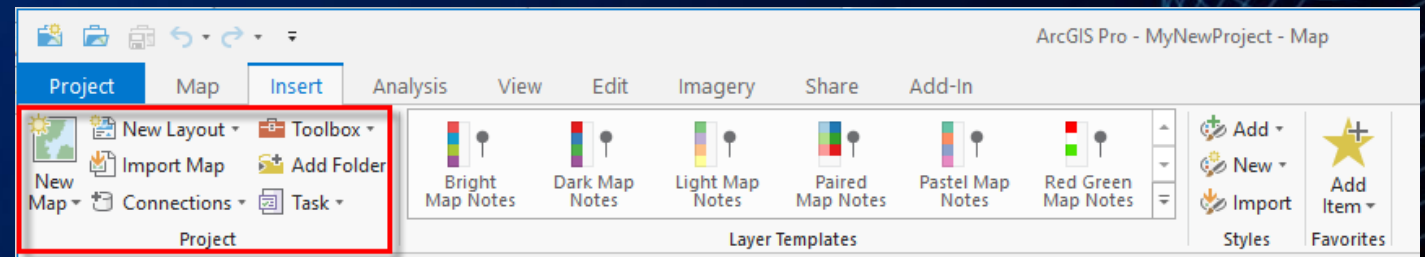 ArcGIS Pro - MyNewProject - Map
Project Map Insert Analysis View Edit Imagery Share Add-In
New Map
New Layout
Import Map
Connections
Toolbox
Add Folder
Task
Project
Bright
Map Notes
Dark Map
Notes
Light Map
Notes
Paired
Map Notes
Pastel Map
Notes
Red Green
Map Notes
Layer Templates
Add
New
Import
Styles
Add
Item
Favorites